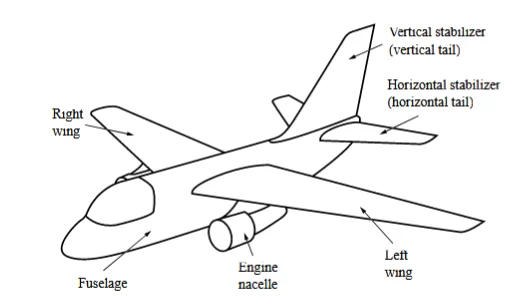 Vertical stabilizer
(vertical tail)
Horizontal stabilizer
(horizontal tail)
Right
wing
Left
wing
Engine
nacelle
Fuselage